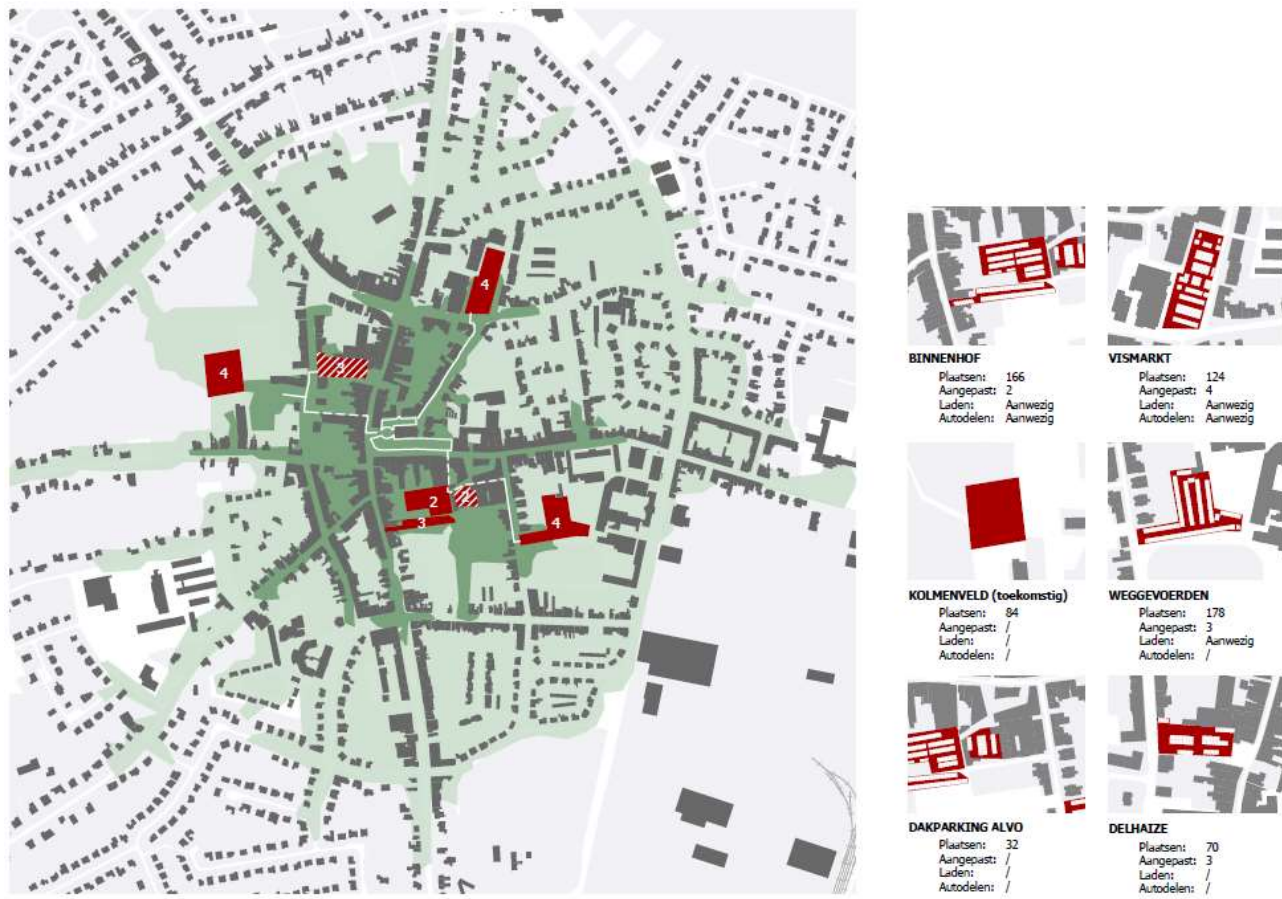 4
4
3
2
2
3
4
BINNENHOF
Plaatsen: 166
Aangepast: 2
Laden: Aanwezig
Autodelen: Aanwezig
VISMARKT
Plaatsen: 124
Aangepast: 4
Laden: Aanwezig
Autodelen: Aanwezig
KOLMENVELD (toekomstig)
Plaatsen: 84
Aangepast: /
Laden: /
Autodelen: /
WEGGEVOERDEN
Plaatsen: 178
Aangepast: 3
Laden: Aanwezig
Autodelen: /
DAKPARKING ALVO
Plaatsen: 32
Aangepast: /
Laden: /
Autodelen: /
DELHAIZE
Plaatsen: 70
Aangepast: 3
Laden: /
Autodelen: /